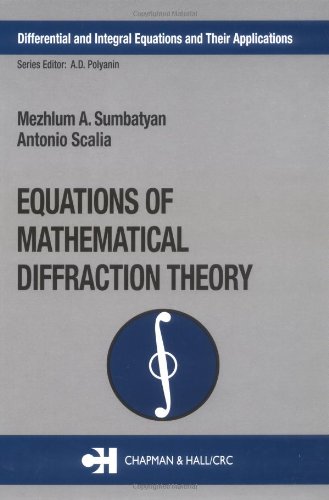 Differential and Integral Equations and Their Applications
Series Editor: A.D. Polyanin
Mezhlum A. Sumbatyan
Antonio Scalia
EQUATIONS OF
MATHEMATICAL
DIFFRACTION THEORY
CHAPMAN & HALL/CRC